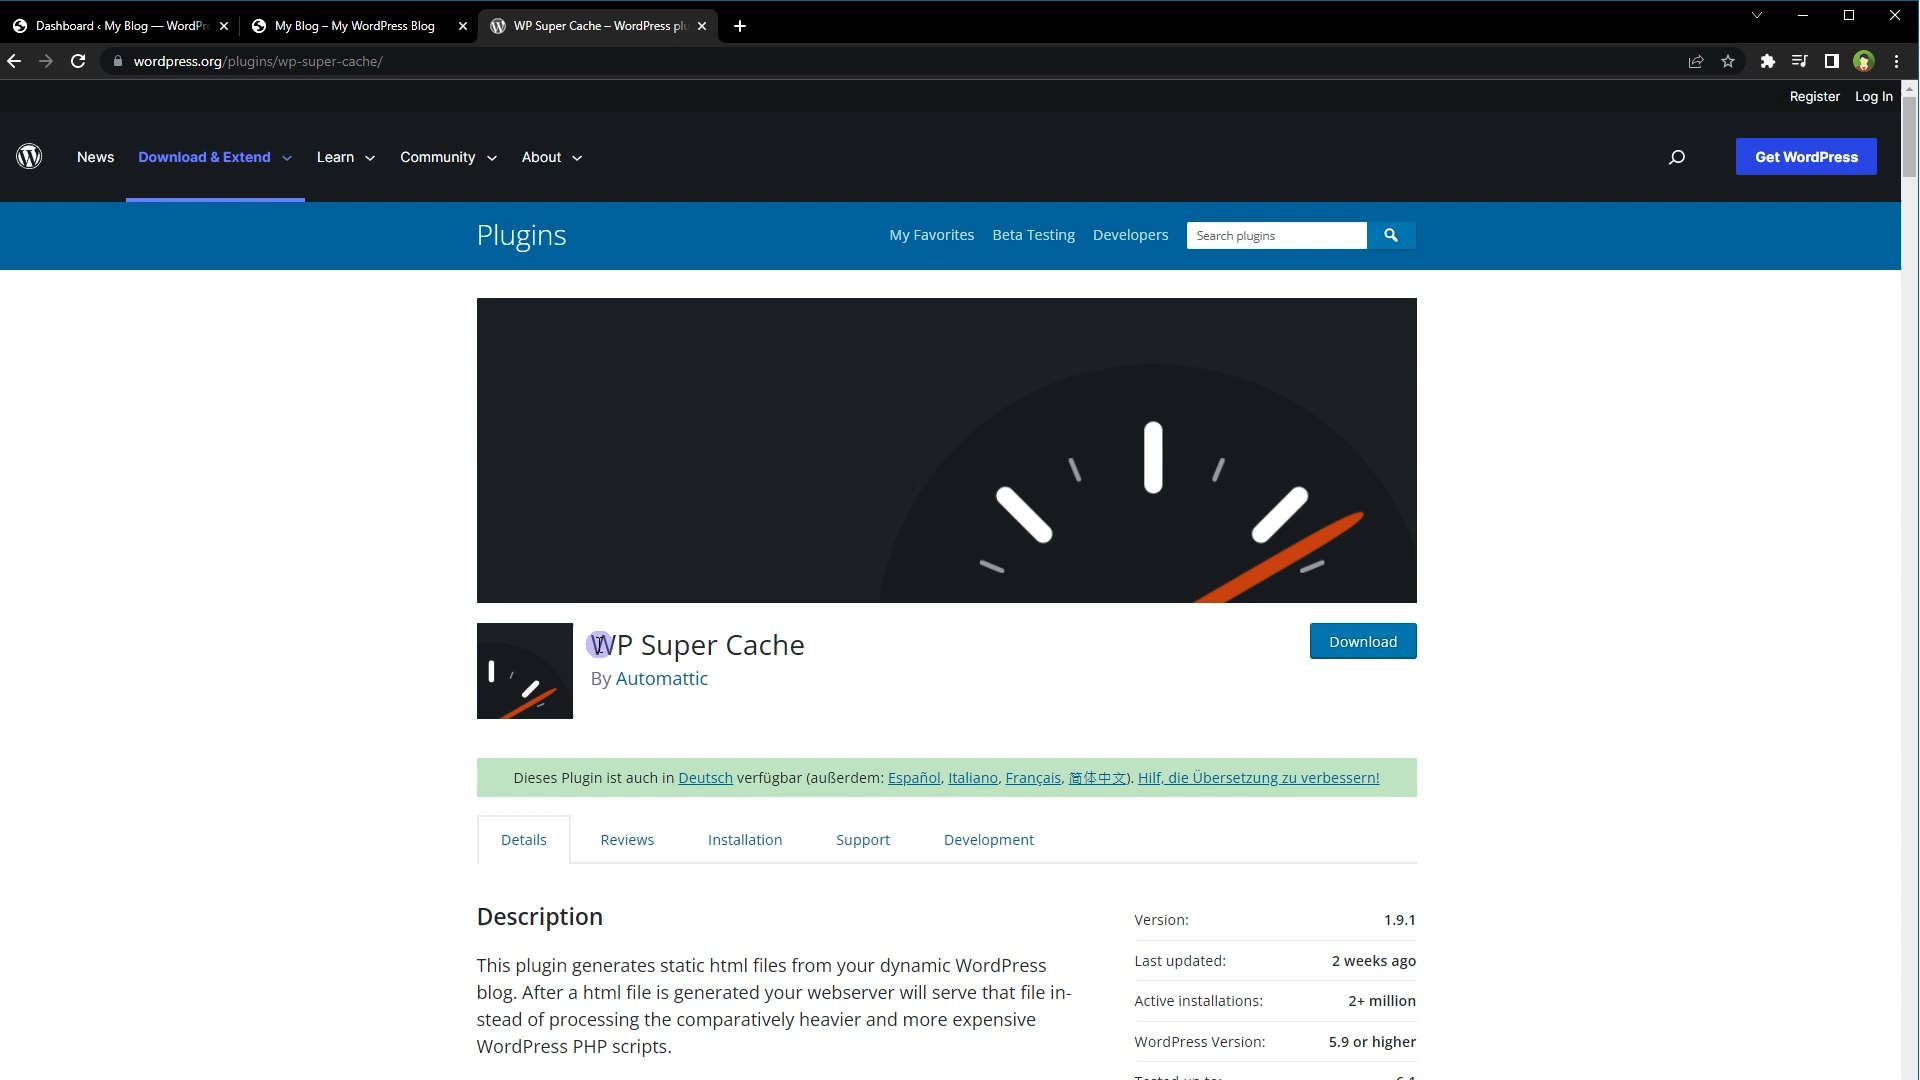 Dashboard ‹ My Blog — WordPre
My Blog – My WordPress Blog
WP Super Cache – WordPress plu
wordpress.org/plugins/wp-super-cache/
Register Log In
News Download & Extend Learn Community About Get WordPress
Plugins My Favorites Beta Testing Developers Search plugins
WP Super Cache
Download
By Automattic
Dieses Plugin ist auch in Deutsch verfügbar (außerdem: Español, Italiano, Français, 简体中文). Hilf, die Übersetzung zu verbessern!
Details Reviews Installation Support Development
Description
This plugin generates static html files from your dynamic WordPress
blog. After a html file is generated your webserver will serve that file in-
stead of processing the comparatively heavier and more expensive
WordPress PHP scripts.
Version: 1.9.1
Last updated: 2 weeks ago
Active installations: 2+ million
WordPress Version: 5.9 or higher